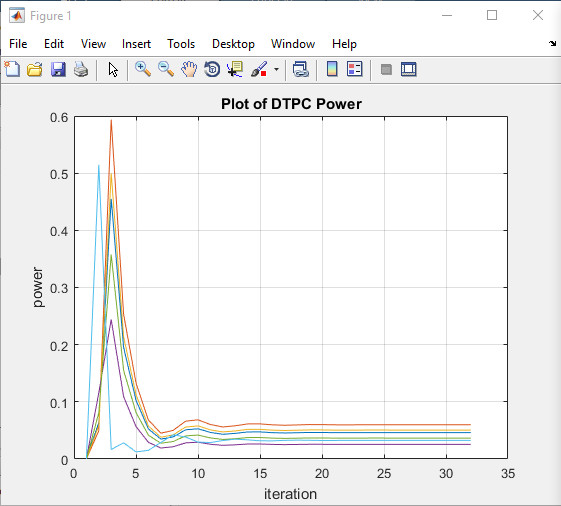 Figure 1
File Edit View Insert Tools Desktop Window Help
Plot of DTPC Power
0.6
0.5
0.4
0.3
0.2
0.1
0
power
0 5 10 15 20 25 30 35
iteration